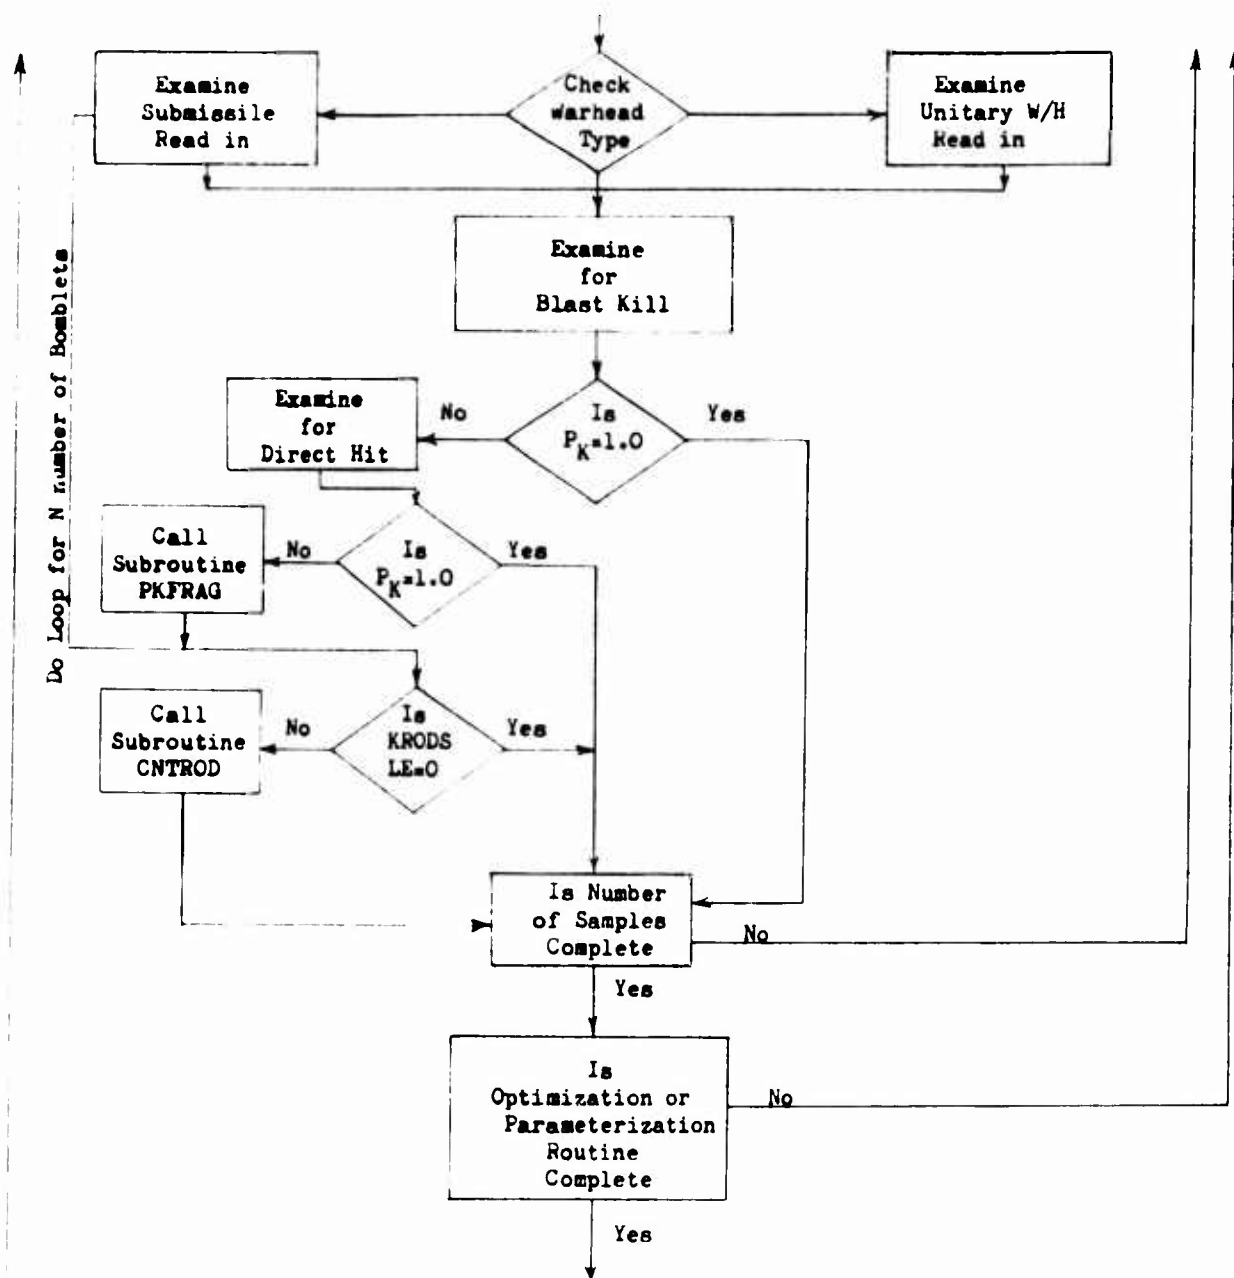 Check
Warhead
Type
Examine
Submissile
Read in
Examine
Unitary W/H
Read in
Examine
for
Blast Kill
Do Loop for N number of Bomblets
Is
PK=1.0
No
Yes
Examine
for
Direct Hit
Is
PK=1.0
No
Yes
Call
Subroutine
PKFRAG
Is
KRODS
LE=0
No
Yes
Call
Subroutine
CNTROD
Is Number
of Samples
Complete
No
Yes
Is
Optimization or
Parameterization
Routine
Complete
No
Yes